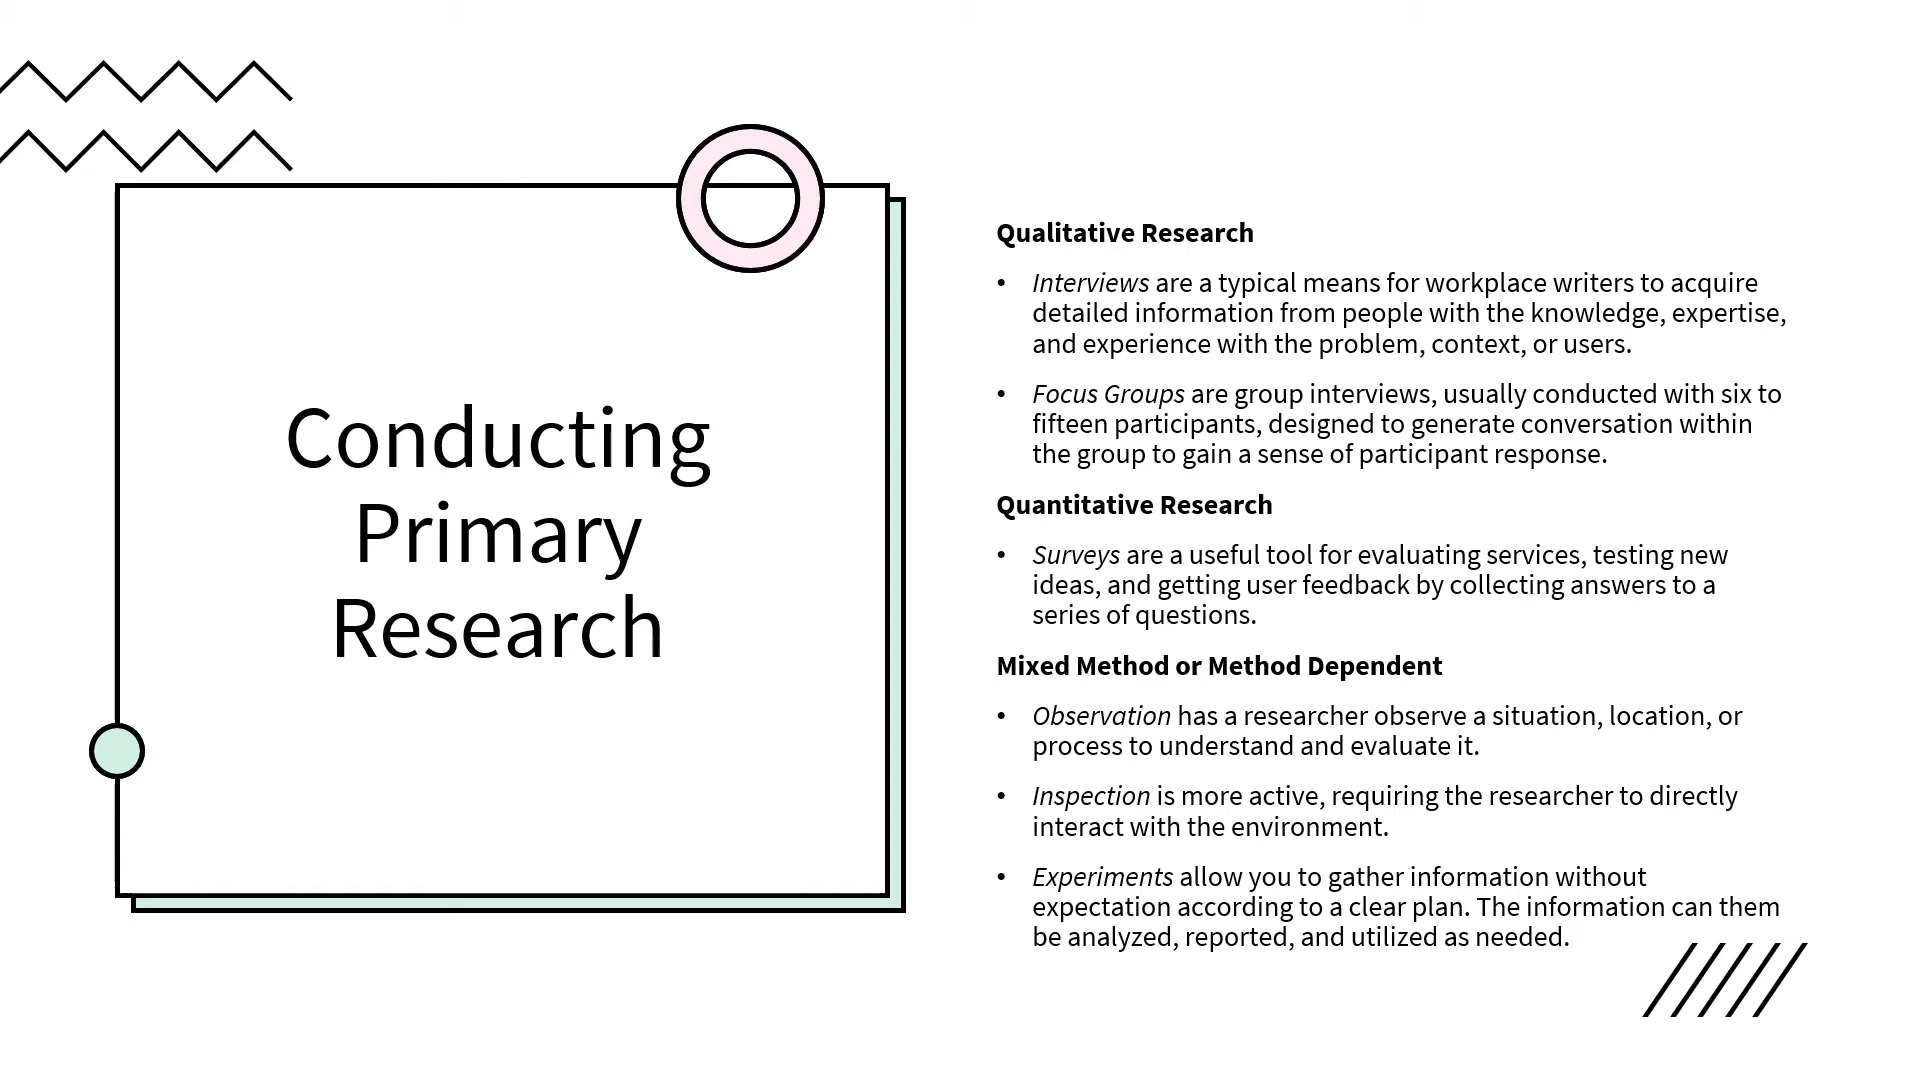 Conducting
Primary
Research
Qualitative Research
• Interviews are a typical means for workplace writers to acquire
detailed information from people with the knowledge, expertise,
and experience with the problem, context, or users.
• Focus Groups are group interviews, usually conducted with six to
fifteen participants, designed to generate conversation within
the group to gain a sense of participant response.
Quantitative Research
• Surveys are a useful tool for evaluating services, testing new
ideas, and getting user feedback by collecting answers to a
series of questions.
Mixed Method or Method Dependent
• Observation has a researcher observe a situation, location, or
process to understand and evaluate it.
• Inspection is more active, requiring the researcher to directly
interact with the environment.
• Experiments allow you to gather information without
expectation according to a clear plan. The information can them
be analyzed, reported, and utilized as needed.